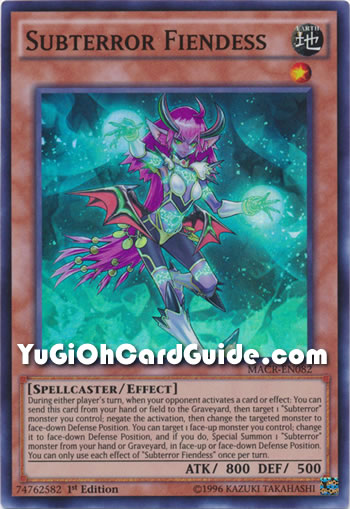 SUBTERROR FIENDESS
EARTH
地
YuGiOhCardGuide.com
MACR-EN082
[SPELLCASTER/EFFECT]
During either player's turn, when your opponent activates a card or effect: You can
send this card from your hand or field to the Graveyard, then target 1 "Subterror"
monster you control; negate the activation, then change the targeted monster to
face-down Defense Position. You can target 1 face-up monster you control; change
it to face-down Defense Position, and if you do, Special Summon 1 "Subterror"
monster from your hand or Graveyard, in face-up or face-down Defense Position.
You can only use each effect of "Subterror Fiendess" once per turn.
ATK/ 800 DEF/ 500
74762582 1st Edition ©1996 KAZUKI TAKAHASHI